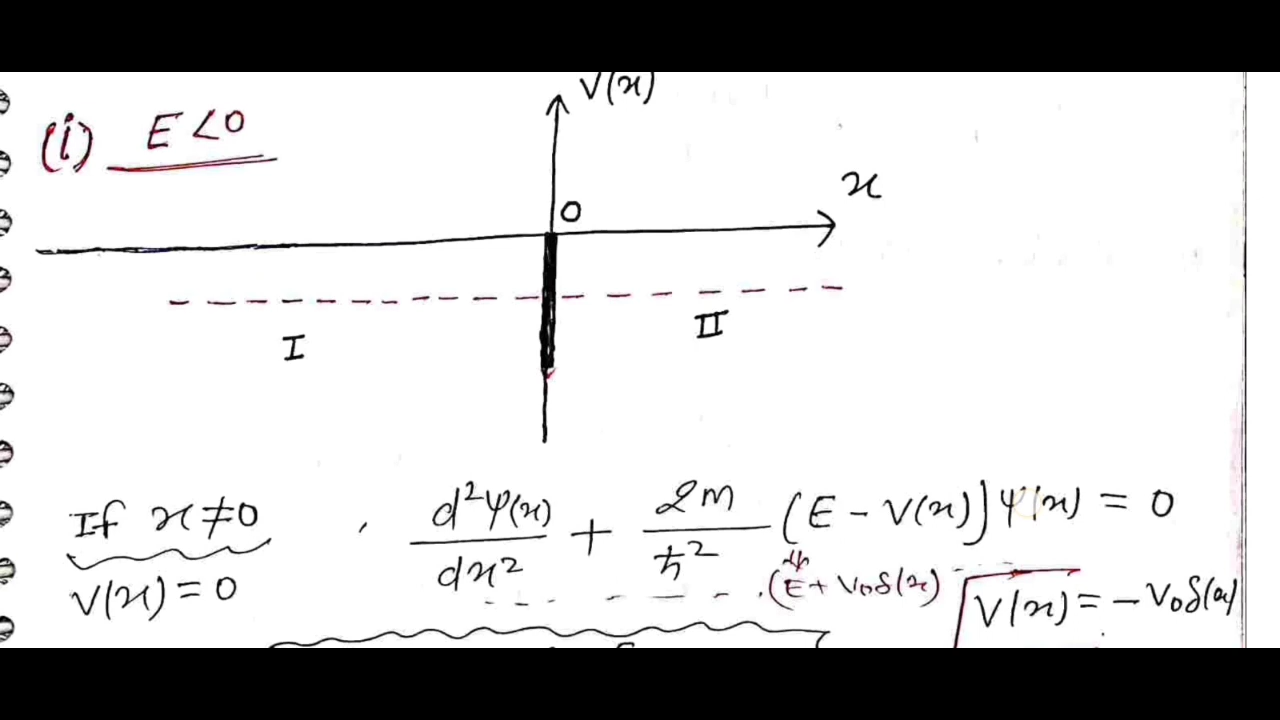 V(x)
(i) E<0
x
0
I
II
If x≠0 , d²ψ(x)/dx² + 2m/ħ² (E - V(x)) ψ(x) = 0
V(x) = 0
(E + V₀δ(x)
V(x) = - V₀δ(x)